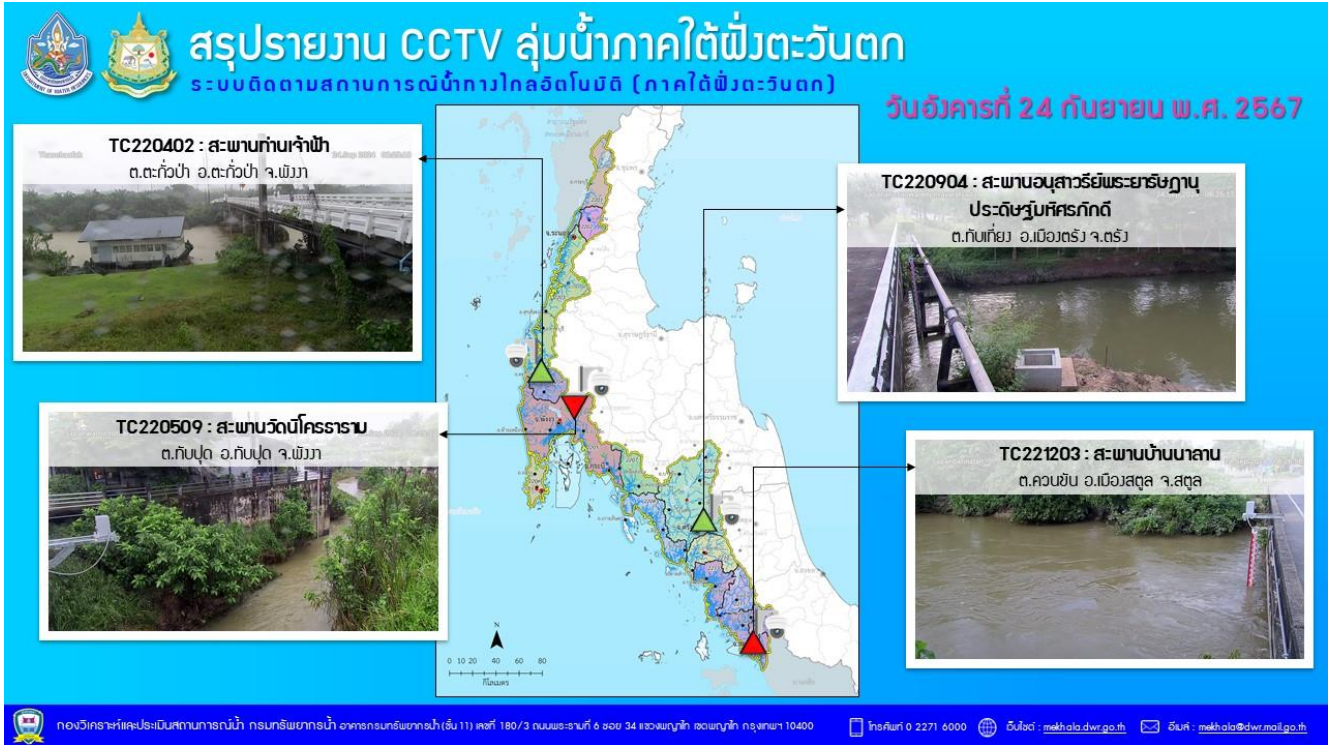 สรุปรายงาน CCTV ลุ่มน้ำภาคใต้ฝั่งตะวันตก
ระบบติดตามสถานการณ์น้ำทางไกลอัตโนมัติ (ภาคใต้ฝั่งตะวันตก)
วันอังคารที่ 24 กันยายน พ.ศ. 2567
TC220402 : สะพานท่านเจ้าฟ้า
ต.ตะกั่วป่า อ.ตะกั่วป่า จ.พังงา
TC220904 : สะพานอนุสาวรีย์พระยารัษฎานุ
ประดิษฐ์มหิศรภักดี
ต.ทับเที่ยง อ.เมืองตรัง จ.ตรัง
TC220509 : สะพานวัดนิโครธาราม
ต.ทับปุด อ.ทับปุด จ.พังงา
TC221203 : สะพานบ้านนาลาน
ต.ควนขัน อ.เมืองสตูล จ.สตูล
N
0 10 20 40 60 80
กิโลเมตร
กองวิเคราะห์และประเมินสถานการณ์น้ำ กรมทรัพยากรน้ำ อาคารกรมทรัพยากรน้ำ (ชั้น 11) เลขที่ 180/3 ถนนพระรามที่ 6 ซอย 34 แขวงพญาไท เขตพญาไท กรุงเทพฯ 10400
โทรศัพท์ 0 2271 6000
เว็บไซต์ : mekhala.dwr.go.th
อีเมล์ : mekhala@dwr.mail.go.th